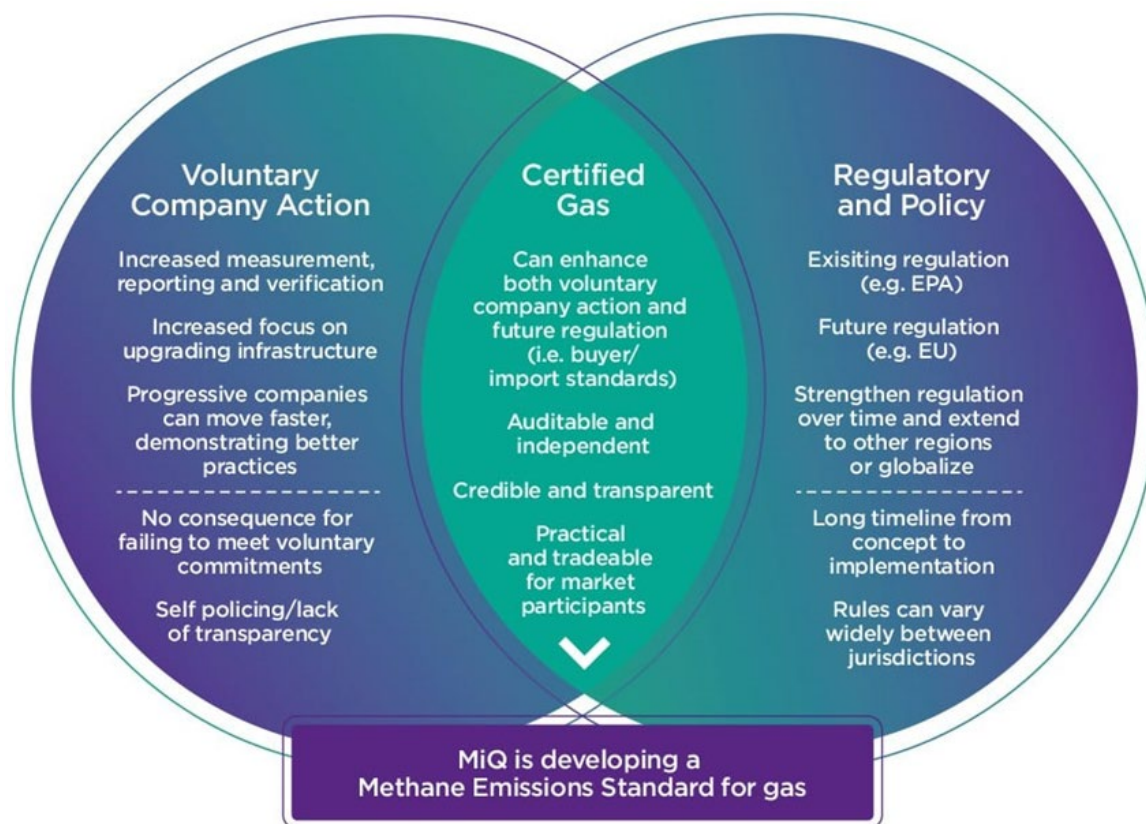 Voluntary
Company Action
Increased measurement,
reporting and verification
Increased focus on
upgrading infrastructure
Progressive companies
can move faster,
demonstrating better
practices
No consequence for
failing to meet voluntary
commitments
Self policing/lack
of transparency
Certified
Gas
Can enhance
both voluntary
company action and
future regulation
(i.e. buyer/
import standards)
Auditable and
independent
Credible and transparent
Practical
and tradeable
for market
participants
Regulatory
and Policy
Exisiting regulation
(e.g. EPA)
Future regulation
(e.g. EU)
Strengthen regulation
over time and extend
to other regions
or globalize
Long timeline from
concept to
implementation
Rules can vary
widely between
jurisdictions
MiQ is developing a
Methane Emissions Standard for gas